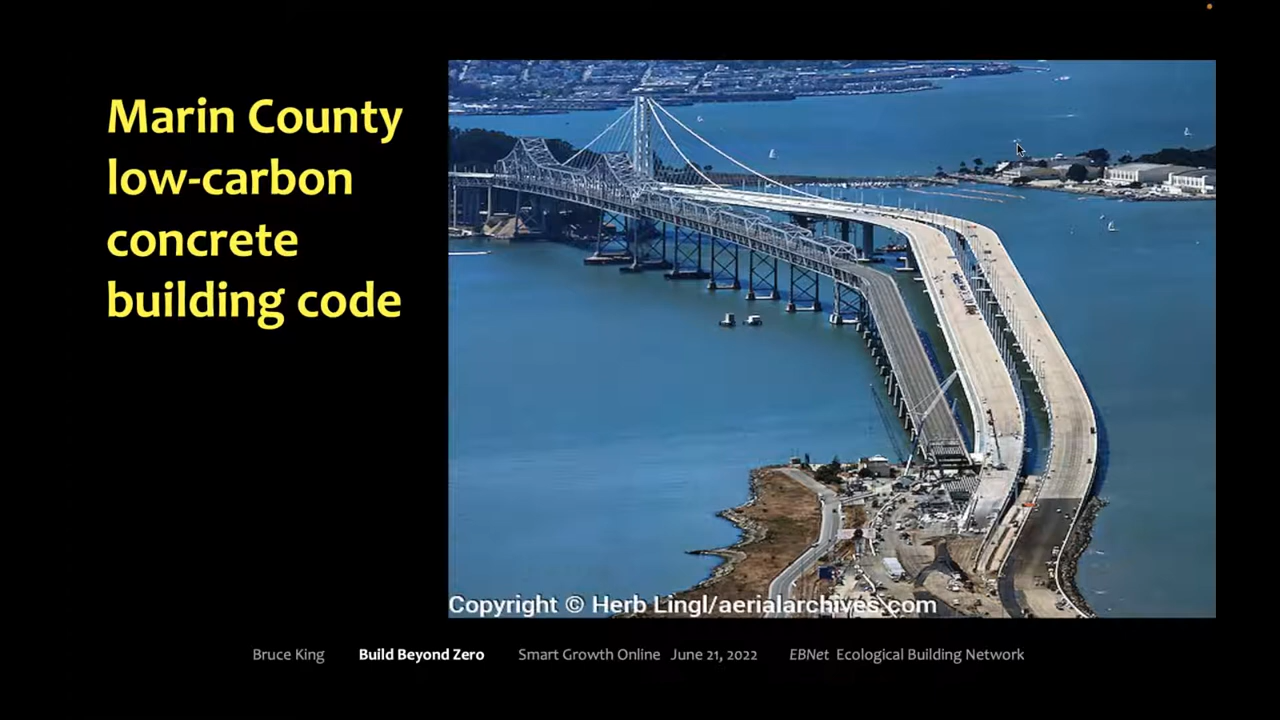 Marin County
low-carbon
concrete
building code
Copyright © Herb Lingl/aerialarchives.com
Bruce King Build Beyond Zero Smart Growth Online June 21, 2022 EBNet Ecological Building Network